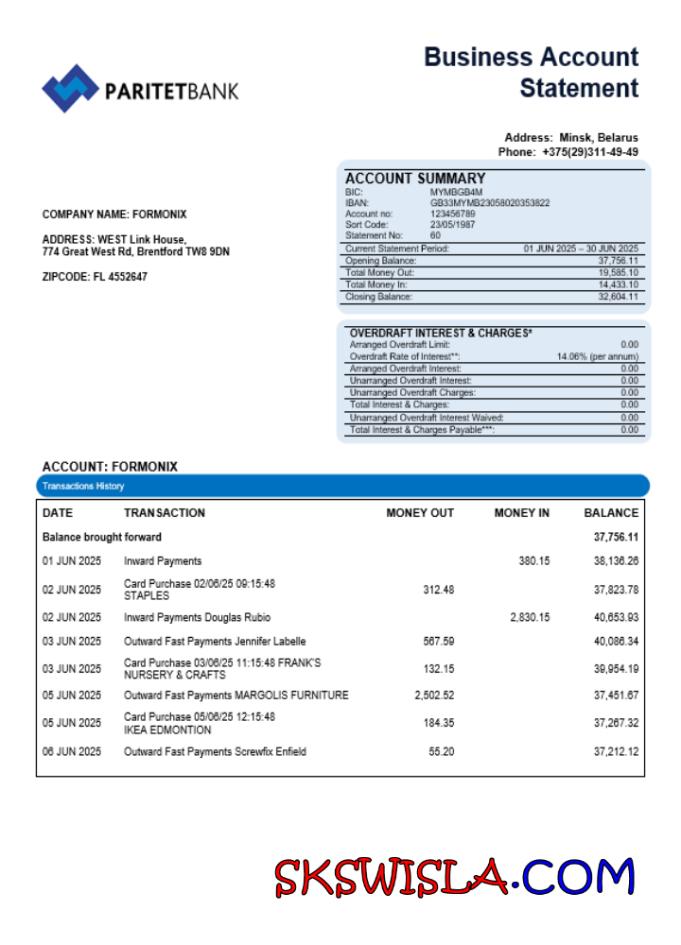 Business Account
Statement
PARITETBANK
Address: Minsk, Belarus
Phone: +375(29)311-49-49
ACCOUNT SUMMARY
BIC: MYMBGB4M
IBAN: GB33MYMB23058020353822
Account no: 123456789
Sort Code: 23/05/1987
Statement No: 60
Current Statement Period: 01 JUN 2025 – 30 JUN 2025
Opening Balance: 37,756.11
Total Money Out: 19,585.10
Total Money In: 14,433.10
Closing Balance: 32,604.11
COMPANY NAME: FORMONIX
ADDRESS: WEST Link House,
774 Great West Rd, Brentford TW8 9DN
ZIPCODE: FL 4552647
OVERDRAFT INTEREST & CHARGES*
Arranged Overdraft Limit: 0.00
Overdraft Rate of Interest**: 14.06% (per annum)
Arranged Overdraft Interest: 0.00
Unarranged Overdraft Interest: 0.00
Unarranged Overdraft Charges: 0.00
Total Interest & Charges: 0.00
Unarranged Overdraft Interest Waived: 0.00
Total Interest & Charges Payable***: 0.00
ACCOUNT: FORMONIX
Transactions History
DATE TRANSACTION MONEY OUT MONEY IN BALANCE
Balance brought forward 37,756.11
01 JUN 2025 Inward Payments 380.15 38,136.26
02 JUN 2025 Card Purchase 02/06/25 09:15:48
STAPLES 312.48 37,823.78
02 JUN 2025 Inward Payments Douglas Rubio 2,830.15 40,653.93
03 JUN 2025 Outward Fast Payments Jennifer Labelle 567.59 40,086.34
03 JUN 2025 Card Purchase 03/06/25 11:15:48 FRANK'S
NURSERY & CRAFTS 132.15 39,954.19
05 JUN 2025 Outward Fast Payments MARGOLIS FURNITURE 2,502.52 37,451.67
05 JUN 2025 Card Purchase 05/06/25 12:15:48
IKEA EDMONTION 184.35 37,267.32
06 JUN 2025 Outward Fast Payments Screwfix Enfield 55.20 37,212.12
SKSWISLA.COM